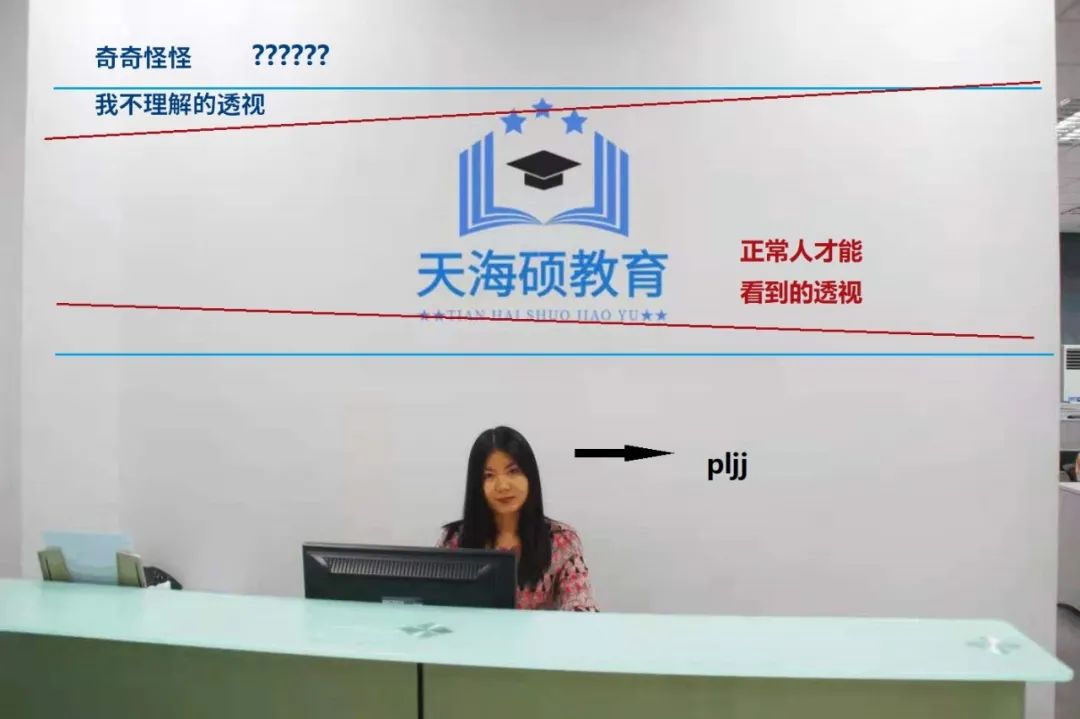 奇奇怪怪 ??????
我不理解的透视
天海硕教育
★★TIAN HAI SHUO JIAO YU★★
正常人才能
看到的透视
pljj